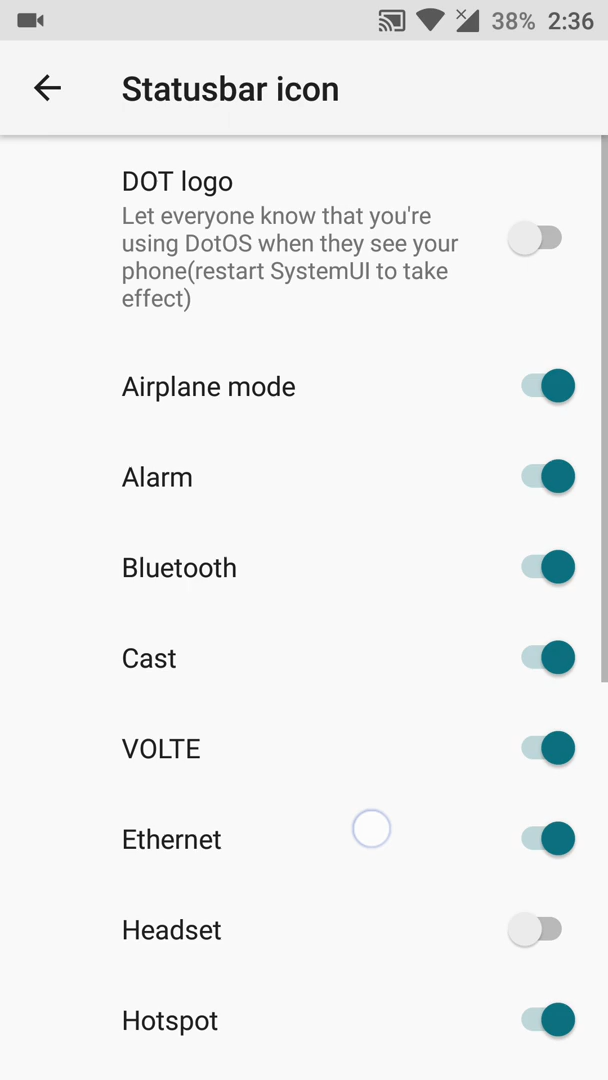 38% 2:36
Statusbar icon
DOT logo
Let everyone know that you're
using DotOS when they see your
phone(restart SystemUI to take
effect)
Airplane mode
Alarm
Bluetooth
Cast
VOLTE
Ethernet
Headset
Hotspot